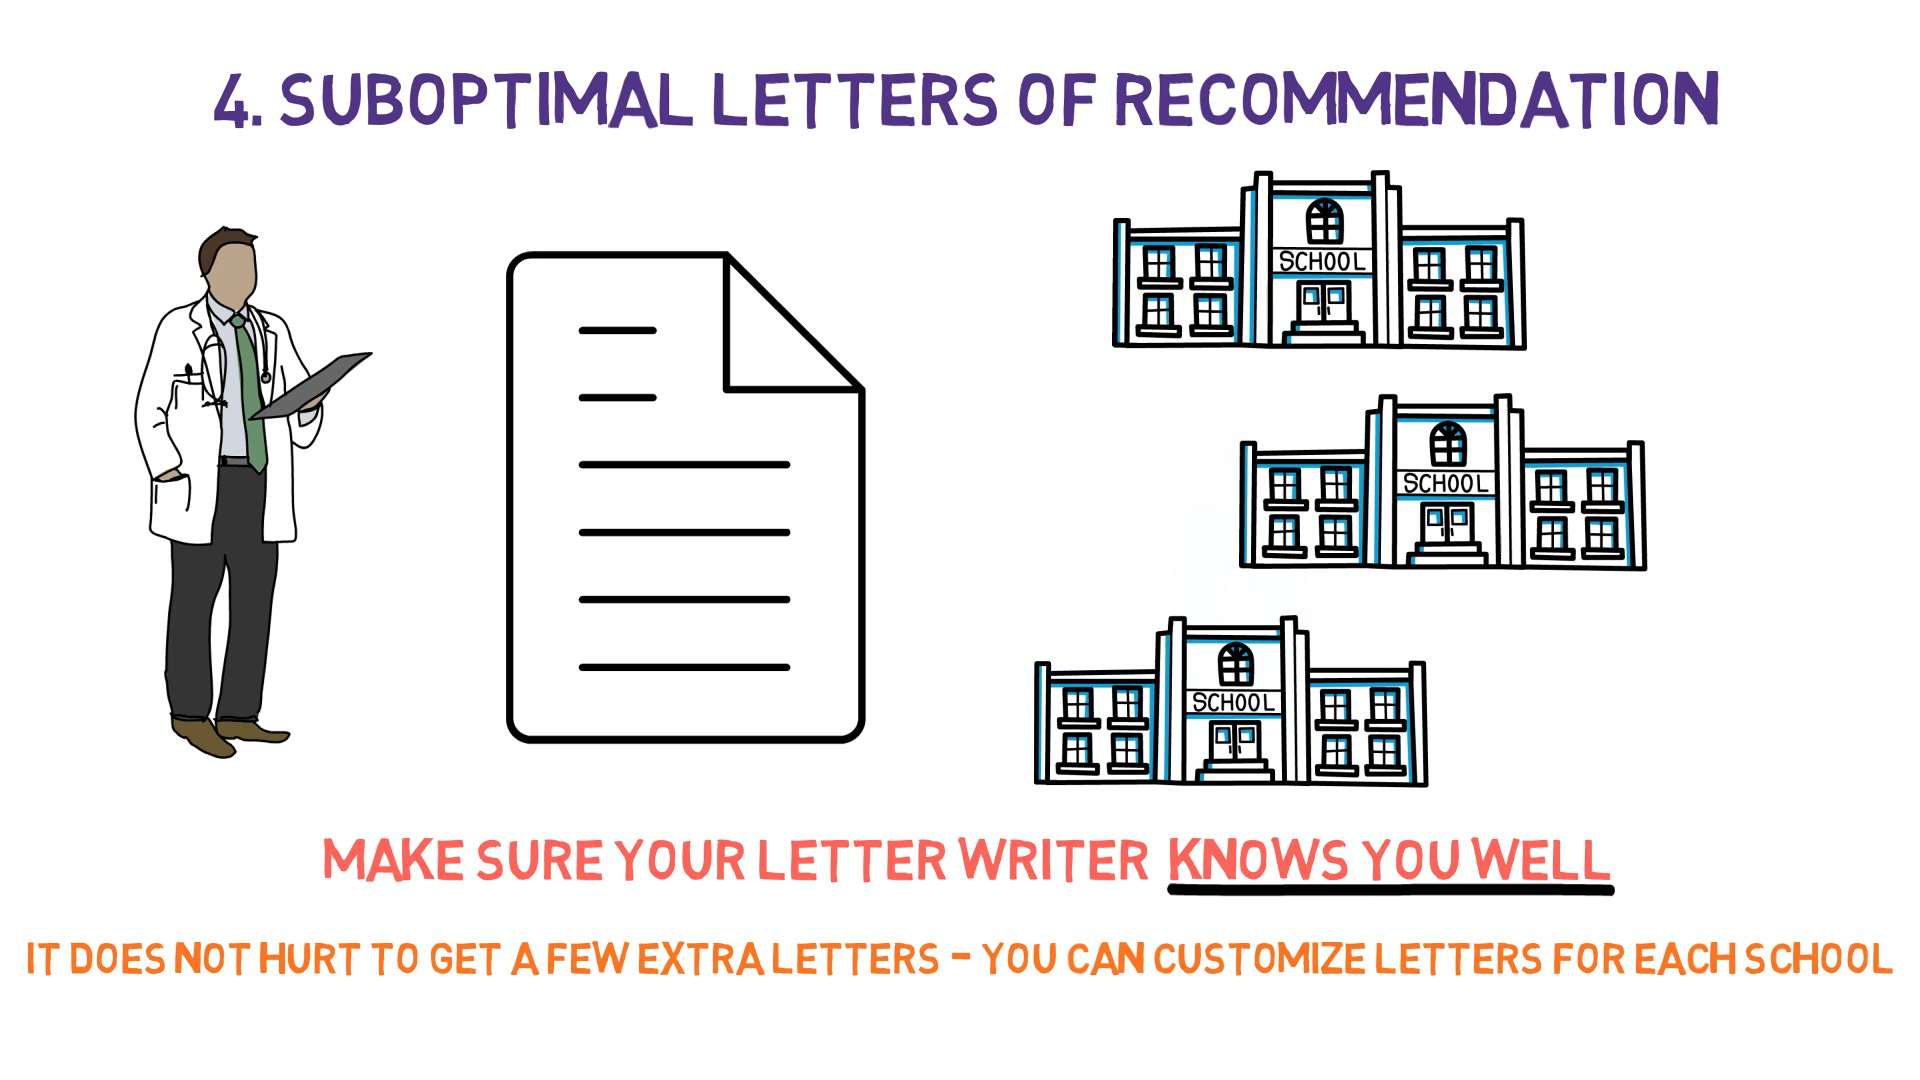 4. SUBOPTIMAL LETTERS OF RECOMMENDATION
SCHOOL
SCHOOL
SCHOOL
MAKE SURE YOUR LETTER WRITER KNOWS YOU WELL
IT DOES NOT HURT TO GET A FEW EXTRA LETTERS - YOU CAN CUSTOMIZE LETTERS FOR EACH SCHOOL